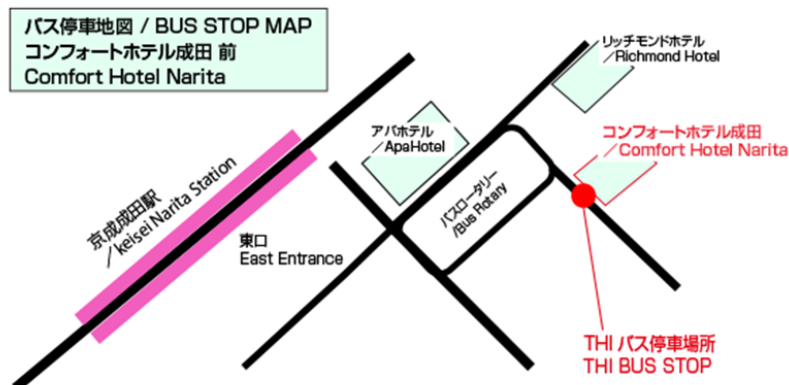 バス停車地図 / BUS STOP MAP
コンフォートホテル成田 前
Comfort Hotel Narita
リッチモンドホテル
/Richmond Hotel
アパホテル
/ApaHotel
コンフォートホテル成田
/Comfort Hotel Narita
京成成田駅
/ keisei Narita Station
バスロータリー
/Bus Rotary
東口
East Entrance
THI バス停車場所
THI BUS STOP